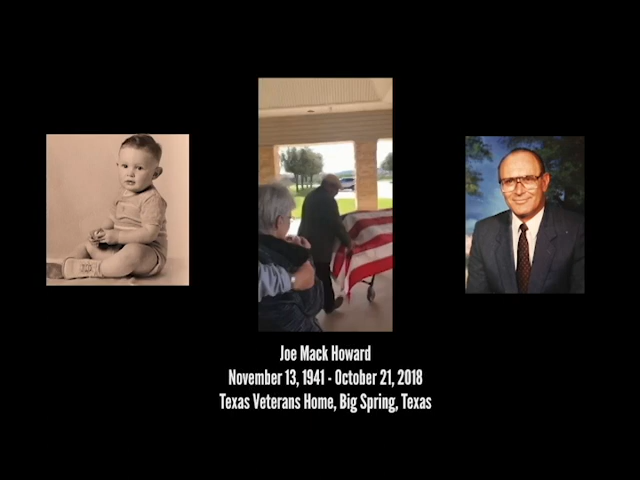 Joe Mack Howard
November 13, 1941 - October 21, 2018
Texas Veterans Home, Big Spring, Texas